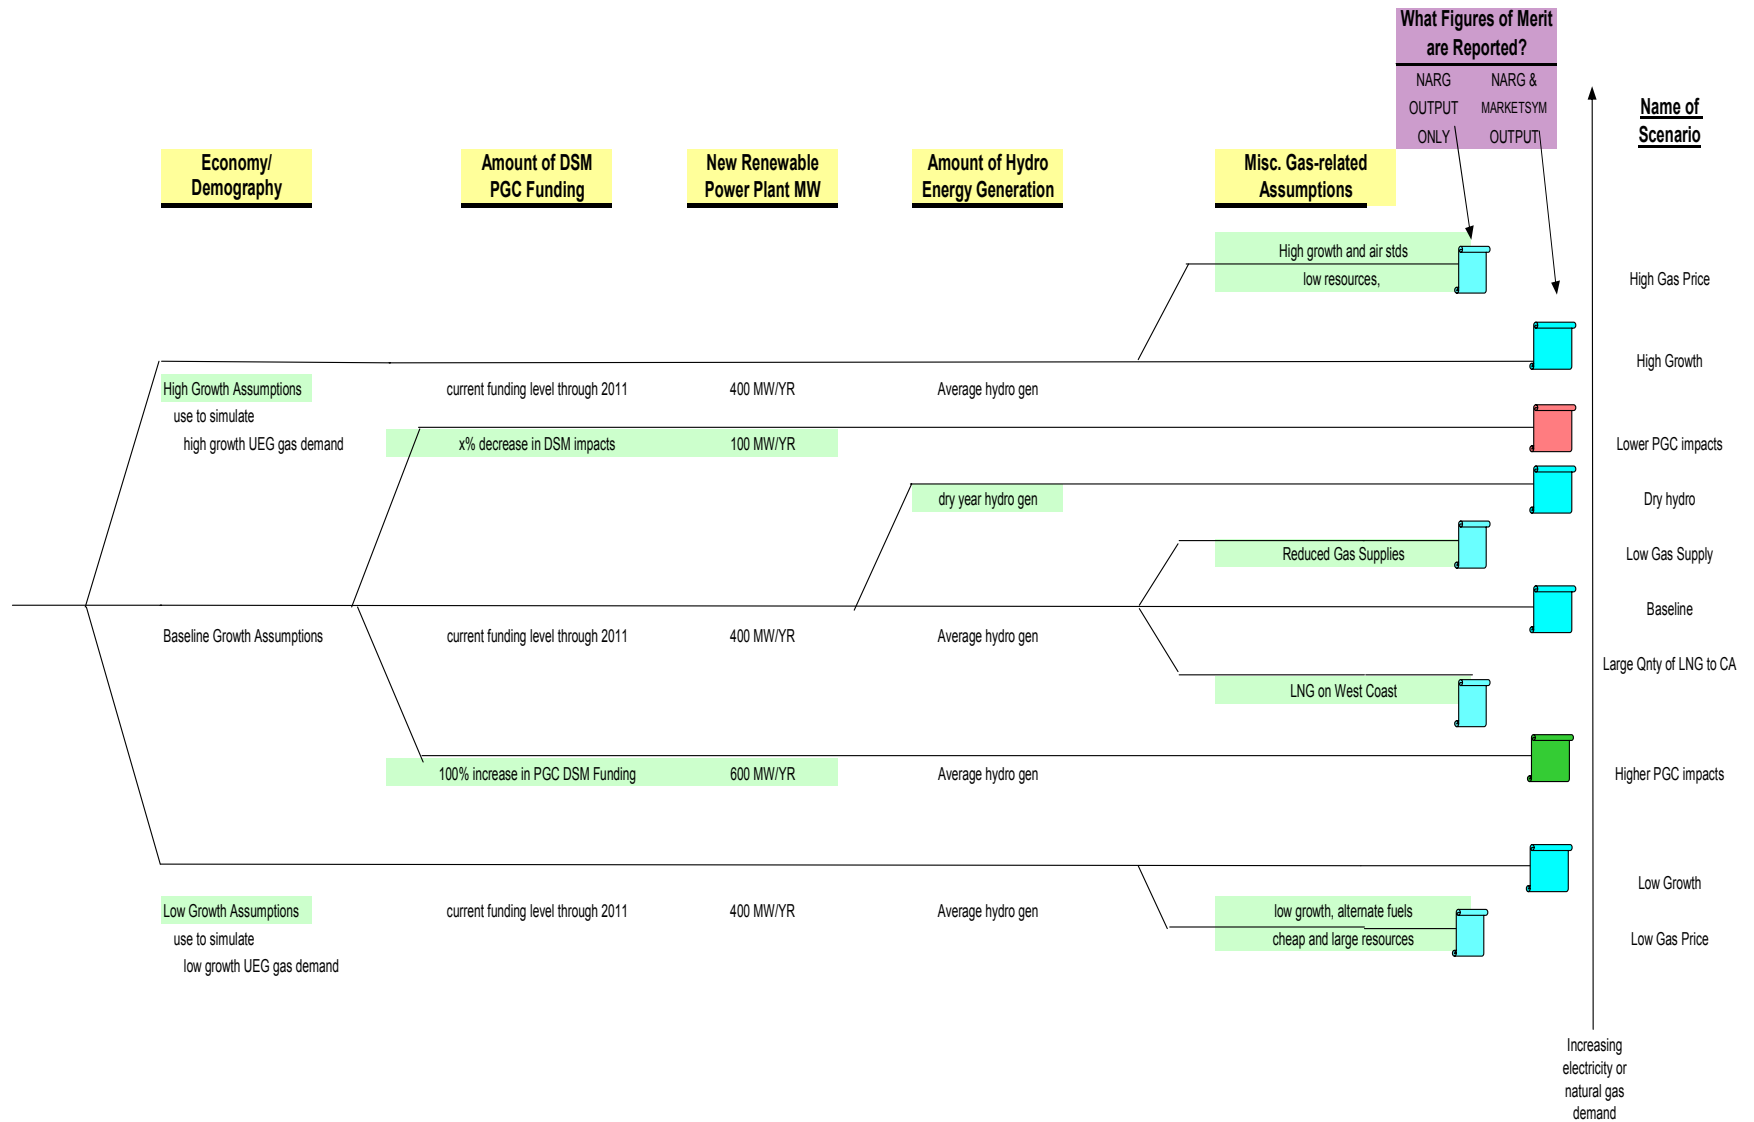 What Figures of Merit
are Reported?
NARG
OUTPUT
ONLY
NARG &
MARKETSYM
OUTPUT
Name of
Scenario
Economy/
Demography
Amount of DSM
PGC Funding
New Renewable
Power Plant MW
Amount of Hydro
Energy Generation
Misc. Gas-related
Assumptions
High growth and air stds
low resources,
High Gas Price
High Growth
High Growth Assumptions
use to simulate
high growth UEG gas demand
current funding level through 2011
400 MW/YR
Average hydro gen
x% decrease in DSM impacts
100 MW/YR
Lower PGC impacts
dry year hydro gen
Dry hydro
Reduced Gas Supplies
Low Gas Supply
Baseline
Baseline Growth Assumptions
current funding level through 2011
400 MW/YR
Average hydro gen
Large Qnty of LNG to CA
LNG on West Coast
100% increase in PGC DSM Funding
600 MW/YR
Average hydro gen
Higher PGC impacts
Low Growth
Low Growth Assumptions
use to simulate
low growth UEG gas demand
current funding level through 2011
400 MW/YR
Average hydro gen
low growth, alternate fuels
cheap and large resources
Low Gas Price
Increasing
electricity or
natural gas
demand